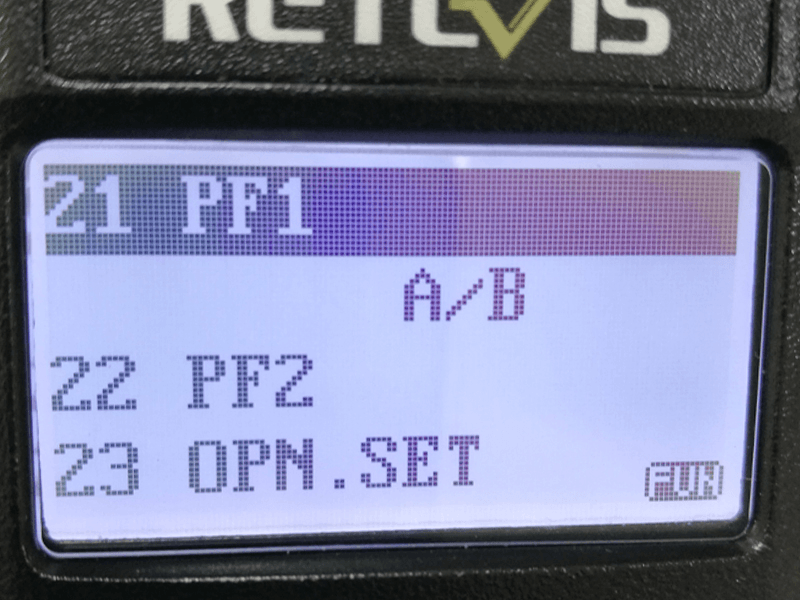 RETEVIS
21 PF1
A/B
22 PF2
23 OPN.SET
FUN